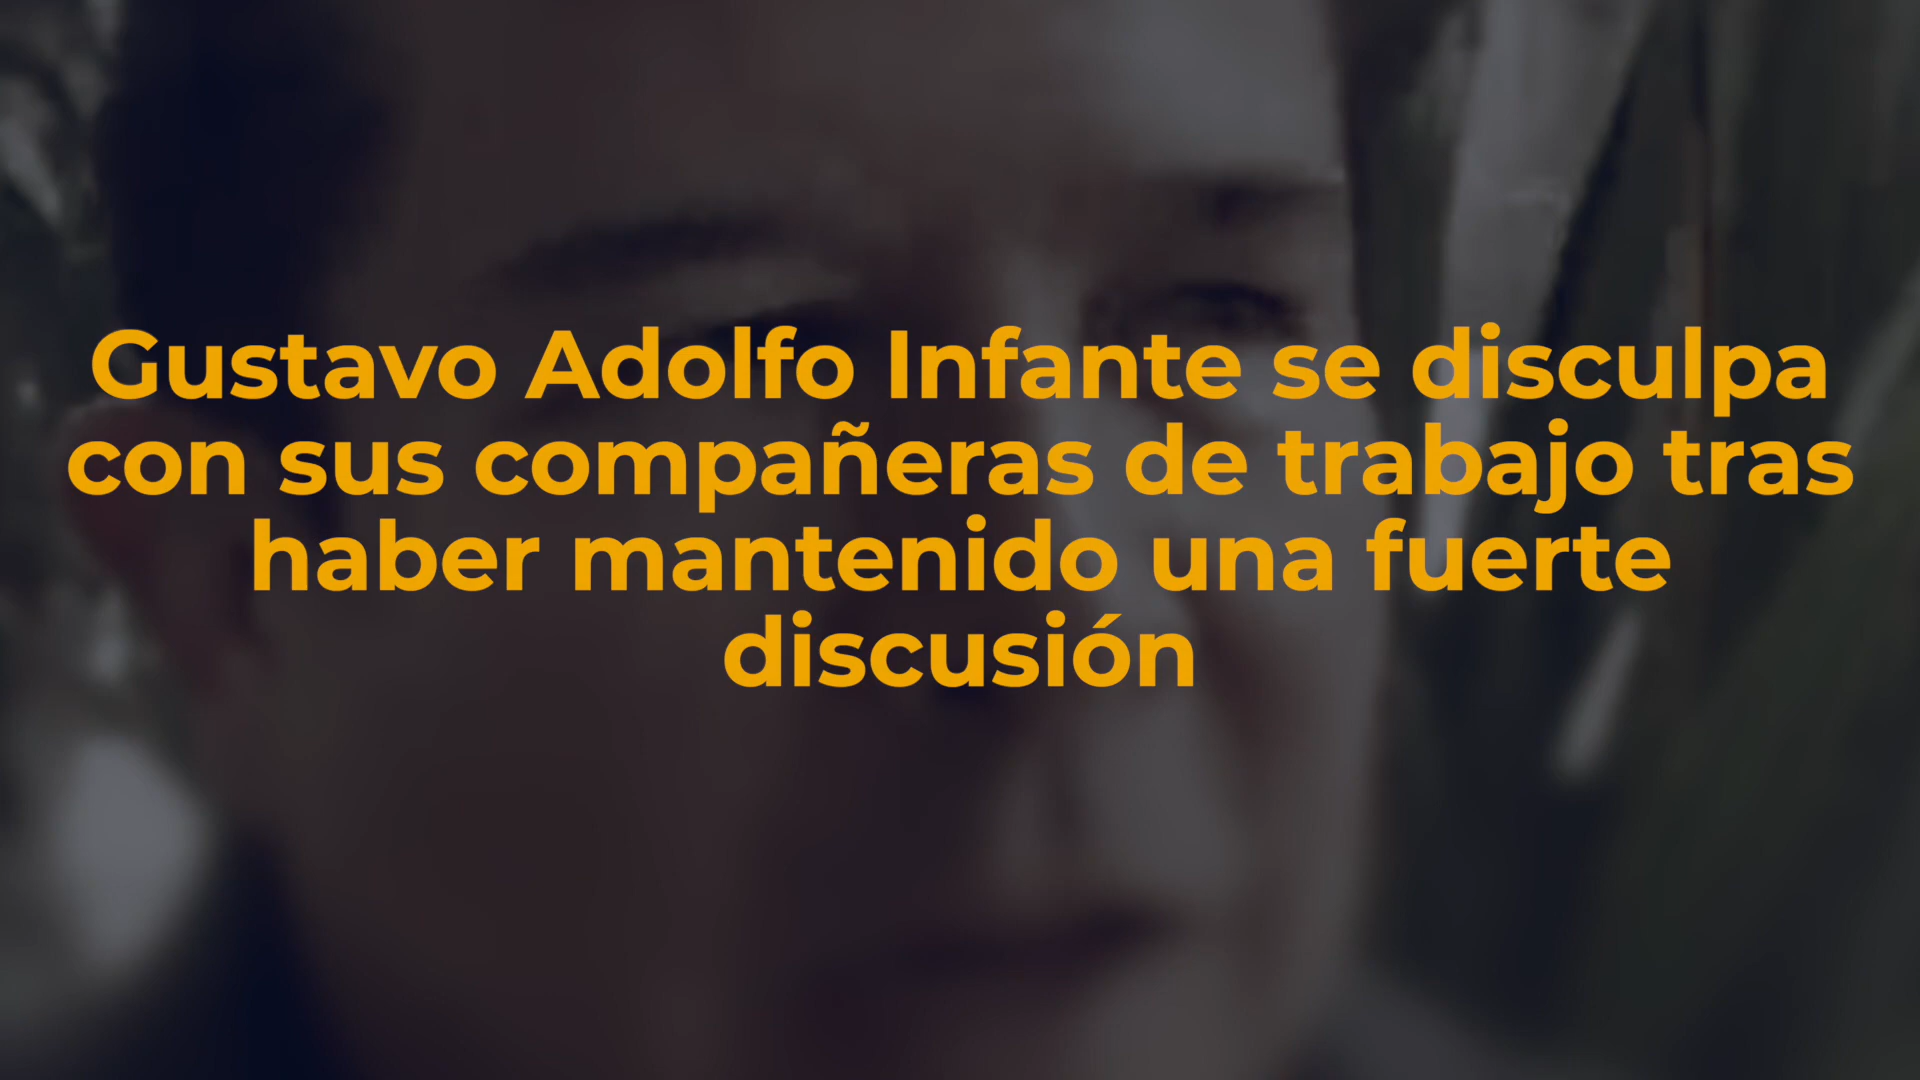 Gustavo Adolfo Infante se disculpa
con sus compañeras de trabajo tras
haber mantenido una fuerte
discusión